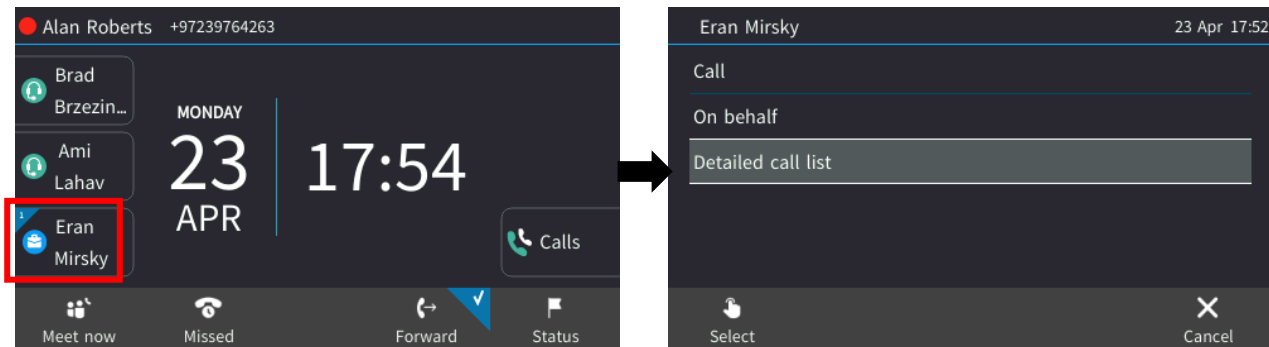 Alan Roberts +97239764263
Brad
Brzezin...
Ami
Lahav
1
Eran
Mirsky
MONDAY
23
APR
17:54
Calls
Meet now
Missed
Forward
Status
Eran Mirsky
23 Apr 17:52
Call
On behalf
Detailed call list
Select
Cancel